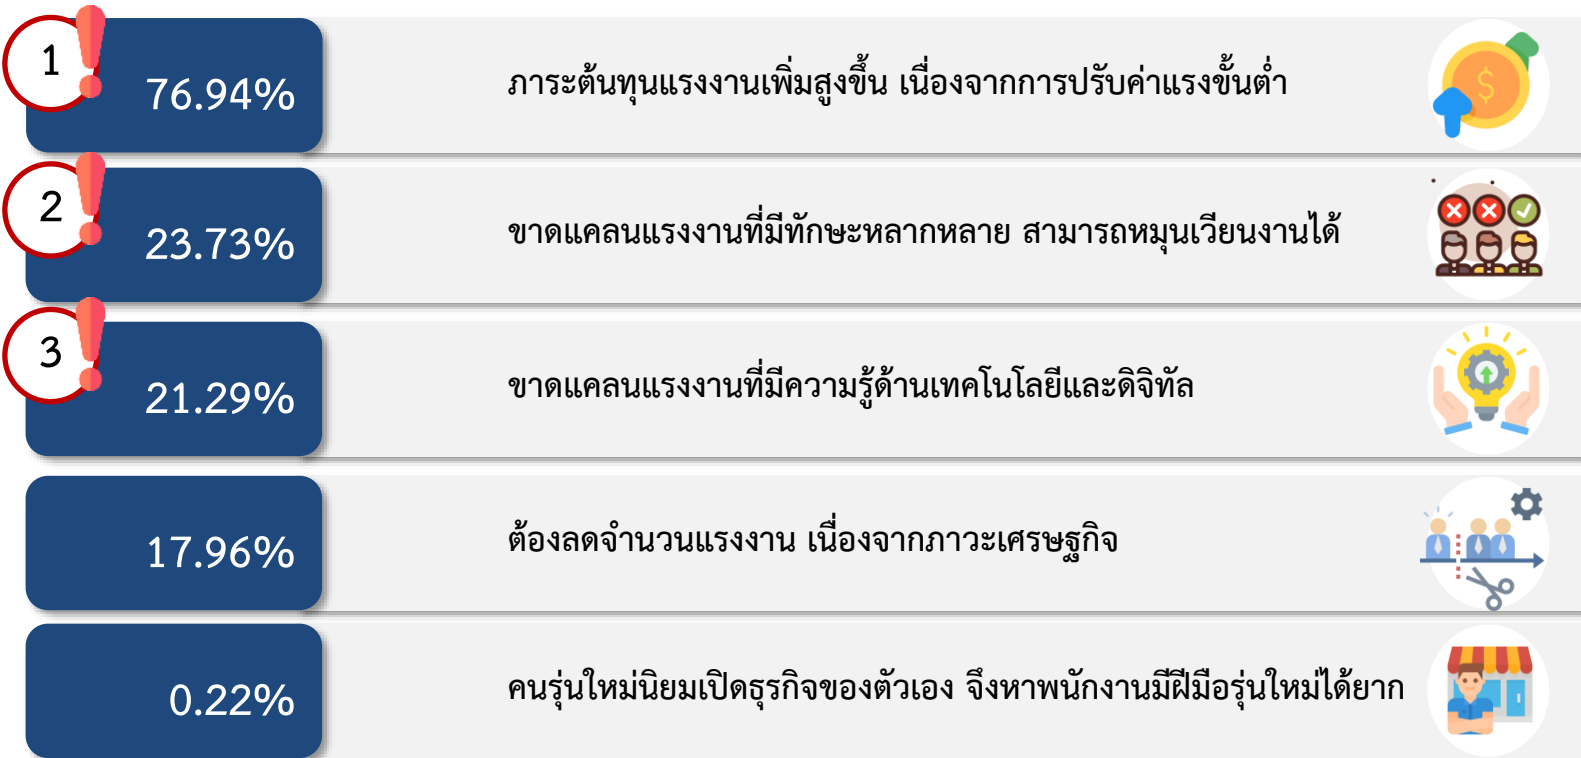 1
76.94%
ภาระต้นทุนแรงงานเพิ่มสูงขึ้น เนื่องจากการปรับค่าแรงขั้นต่ำ
$
2
23.73%
ขาดแคลนแรงงานที่มีทักษะหลากหลาย สามารถหมุนเวียนงานได้
3
21.29%
ขาดแคลนแรงงานที่มีความรู้ด้านเทคโนโลยีและดิจิทัล
17.96%
ต้องลดจำนวนแรงงาน เนื่องจากภาวะเศรษฐกิจ
0.22%
คนรุ่นใหม่นิยมเปิดธุรกิจของตัวเอง จึงหาพนักงานมีฝีมือรุ่นใหม่ได้ยาก